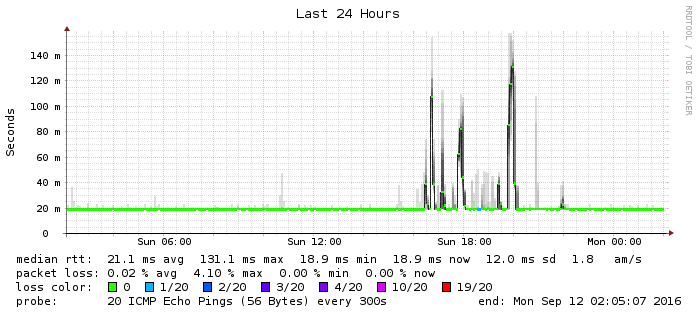 Last 24 Hours
RRDTOOL / TOBI OETIKER
Seconds
140 m
120 m
100 m
80 m
60 m
40 m
20 m
0
Sun 06:00 Sun 12:00 Sun 18:00 Mon 00:00
median rtt: 21.1 ms avg 131.1 ms max 18.9 ms min 18.9 ms now 12.0 ms sd 1.8 am/s
packet loss: 0.02 % avg 4.10 % max 0.00 % min 0.00 % now
loss color: 0 1/20 2/20 3/20 4/20 10/20 19/20
probe: 20 ICMP Echo Pings (56 Bytes) every 300s end: Mon Sep 12 02:05:07 2016